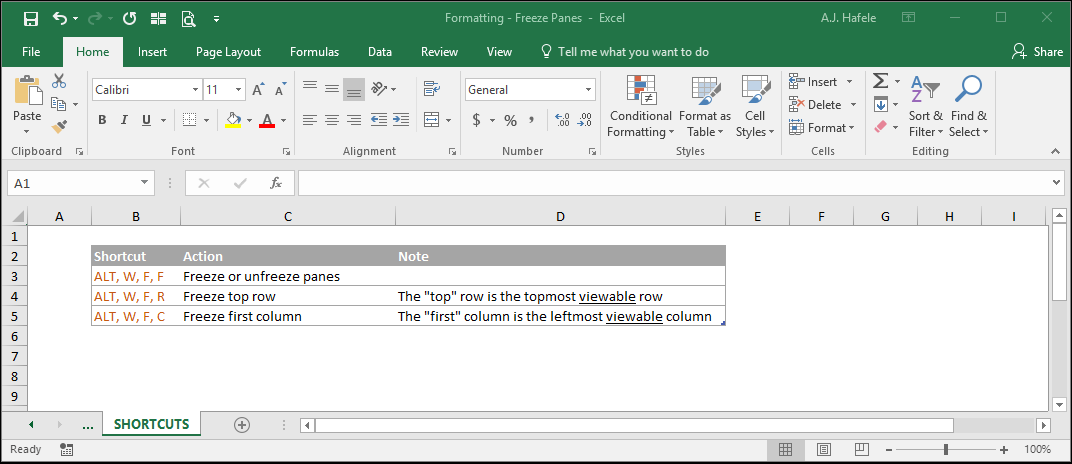 Formatting - Freeze Panes - Excel
A.J. Hafele
File Home Insert Page Layout Formulas Data Review View Tell me what you want to do Share
Calibri 11 General
Paste
B I U A $ % , .0 .00
Conditional Formatting
Format as Table
Cell Styles
Insert
Delete
Format
Σ
A Z
Sort & Filter
Find & Select
Clipboard Font Alignment Number Styles Cells Editing
A1 fx
A B C D E F G H I
1
2 Shortcut Action Note
3 ALT, W, F, F Freeze or unfreeze panes
4 ALT, W, F, R Freeze top row The "top" row is the topmost viewable row
5 ALT, W, F, C Freeze first column The "first" column is the leftmost viewable column
6
7
8
9
... SHORTCUTS
Ready 100%